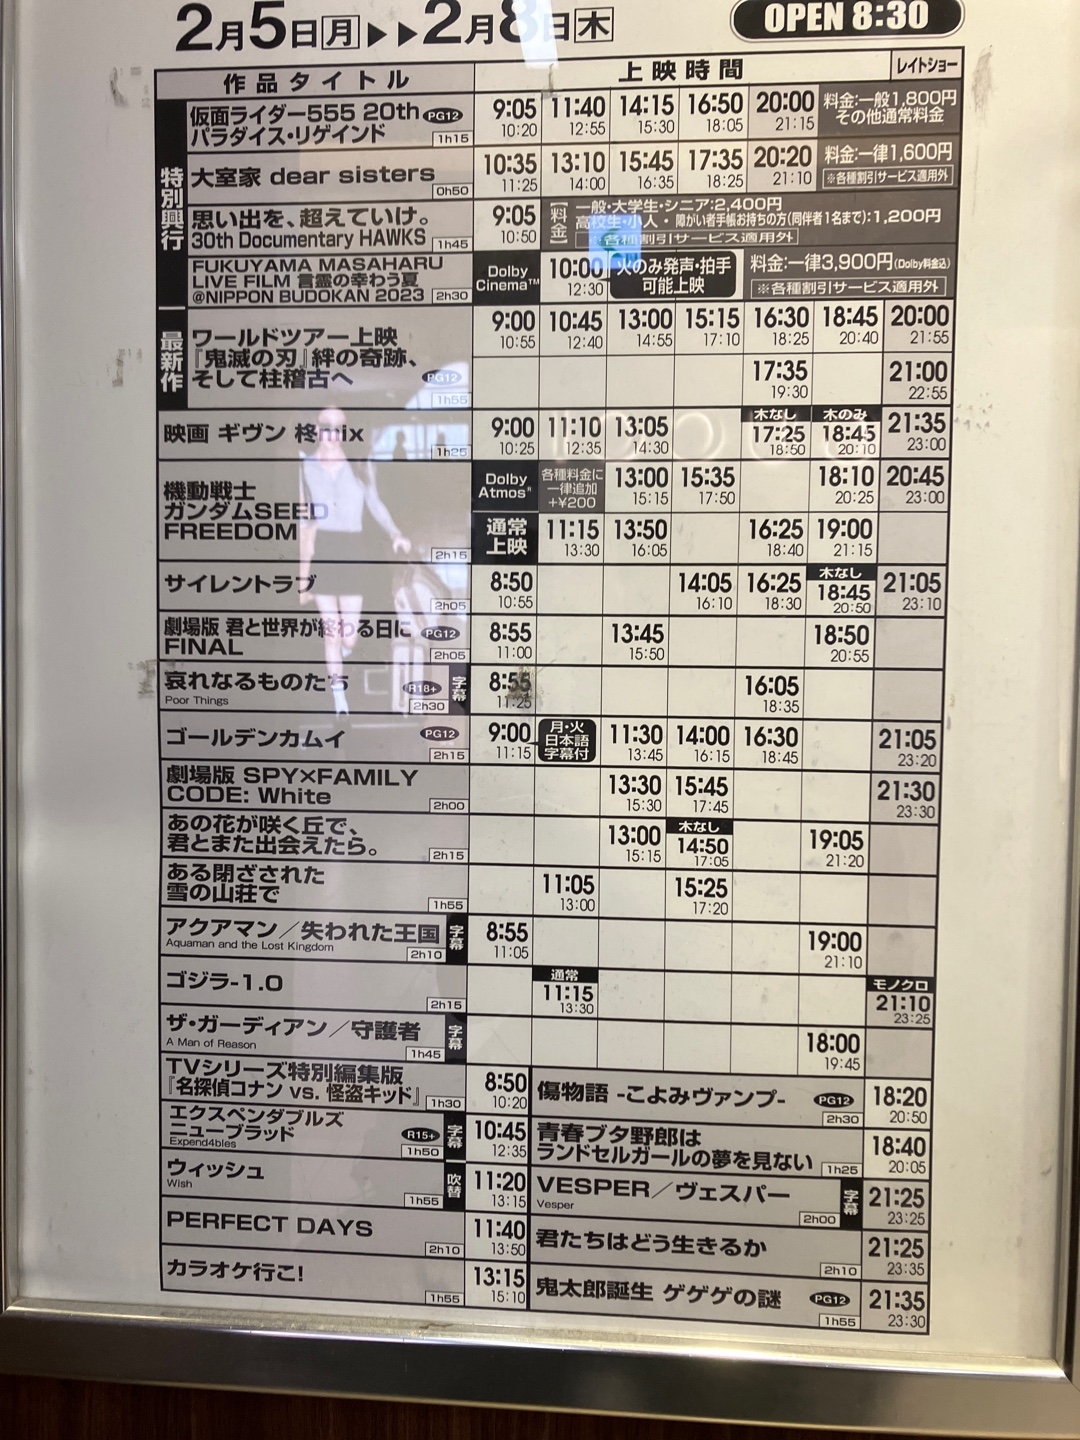 2月5日月▶▶2月8日木
OPEN 8:30
作品タイトル 上映時間 レイトショー
特別興行
仮面ライダー555 20th PG12
パラダイス・リゲインド 1h15
9:05 11:40 14:15 16:50 20:00
10:20 12:55 15:30 18:05 21:15
料金:一般1,800円
その他通常料金
大室家 dear sisters 0h50
10:35 13:10 15:45 17:35 20:20
11:25 14:00 16:35 18:25 21:10
料金:一律1,600円
※各種割引サービス適用外
思い出を、超えていけ。
30th Documentary HAWKS 1h45
9:05
10:50
【料金】
一般・大学生・シニア:2,400円
高校生・小人・障がい者手帳お持ちの方(同伴者1名まで):1,200円
各種割引サービス適用外
FUKUYAMA MASAHARU
LIVE FILM 言霊の幸わう夏
@NIPPON BUDOKAN 2023 2h30
Dolby
Cinema™
10:00
12:30
火のみ発声・拍手
可能上映
料金:一律3,900円(Dolby料金込)
※各種割引サービス適用外
最新作
ワールドツアー上映
『鬼滅の刃』絆の奇跡、
そして柱稽古へ PG12
1h55
9:00 10:45 13:00 15:15 16:30 18:45 20:00
10:55 12:40 14:55 17:10 18:25 20:40 21:55
17:35 21:00
19:30 22:55
映画 ギヴン 柊mix 1h25
木なし 木のみ
9:00 11:10 13:05 17:25 18:45 21:35
10:25 12:35 14:30 18:50 20:10 23:00
機動戦士
ガンダムSEED
FREEDOM
2h15
Dolby
Atmos®
各種料金に
一律追加
+¥200
13:00 15:35 18:10 20:45
15:15 17:50 20:25 23:00
通常
上映
11:15 13:50 16:25 19:00
13:30 16:05 18:40 21:15
サイレントラブ 2h05
木なし
8:50 14:05 16:25 18:45 21:05
10:55 16:10 18:30 20:50 23:10
劇場版 君と世界が終わる日に PG12
FINAL 2h05
8:55 13:45 18:50
11:00 15:50 20:55
哀れなるものたち R18+ 字幕
Poor Things 2h30
8:55 16:05
11:25 18:35
ゴールデンカムイ PG12
2h15
月・火
日本語
字幕付
9:00 11:30 14:00 16:30 21:05
11:15 13:45 16:15 18:45 23:20
劇場版 SPY×FAMILY
CODE: White 2h00
13:30 15:45 21:30
15:30 17:45 23:30
あの花が咲く丘で、
君とまた出会えたら。 2h15
木なし
13:00 14:50 19:05
15:15 17:05 21:20
ある閉ざされた
雪の山荘で 1h55
11:05 15:25
13:00 17:20
アクアマン/失われた王国 字幕
Aquaman and the Lost Kingdom 2h10
8:55 19:00
11:05 21:10
ゴジラ-1.0 2h15
通常 モノクロ
11:15 21:10
13:30 23:25
ザ・ガーディアン/守護者 字幕
A Man of Reason 1h45
18:00
19:45
TVシリーズ特別編集版
『名探偵コナン vs. 怪盗キッド』 1h30
8:50
10:20
エクスペンダブルズ
ニューブラッド R15+ 字幕
Expend4bles 1h50
10:45
12:35
ウィッシュ 吹替
Wish 1h55
11:20
13:15
PERFECT DAYS 2h10
11:40
13:50
カラオケ行こ! 1h55
13:15
15:10
傷物語 -こよみヴァンプ- PG12
2h30
18:20
20:50
青春ブタ野郎は
ランドセルガールの夢を見ない 1h25
18:40
20:05
VESPER/ヴェスパー 字幕
Vesper 2h00
21:25
23:25
君たちはどう生きるか 2h10
21:25
23:35
鬼太郎誕生 ゲゲゲの謎 PG12
1h55
21:35
23:30